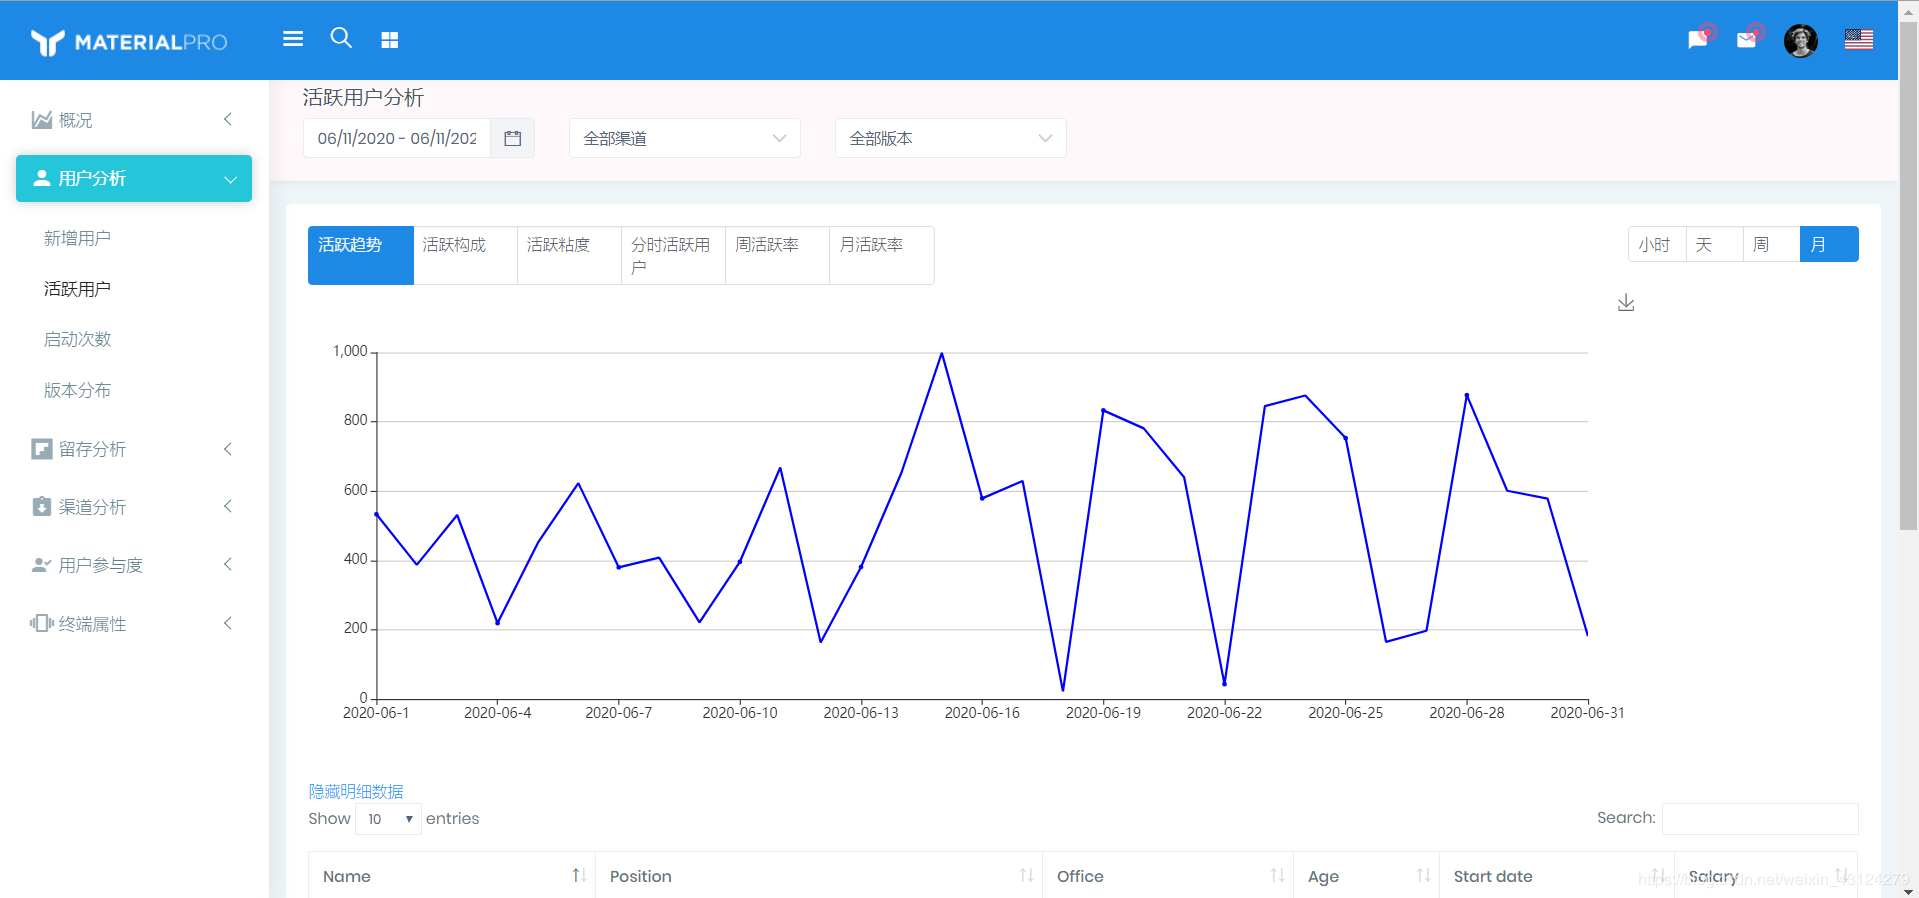 MATERIALPRO
概况
用户分析
新增用户
活跃用户
启动次数
版本分布
留存分析
渠道分析
用户参与度
终端属性
活跃用户分析
06/11/2020 - 06/11/202
全部渠道
全部版本
活跃趋势
活跃构成
活跃粘度
分时活跃用
户
周活跃率
月活跃率
小时
天
周
月
1,000
800
600
400
200
0
2020-06-1
2020-06-4
2020-06-7
2020-06-10
2020-06-13
2020-06-16
2020-06-19
2020-06-22
2020-06-25
2020-06-28
2020-06-31
隐藏明细数据
Show 10 entries
Search:
Name
Position
Office
Age
Start date
Salary
https://blog.csdn.net/weixin_43124279